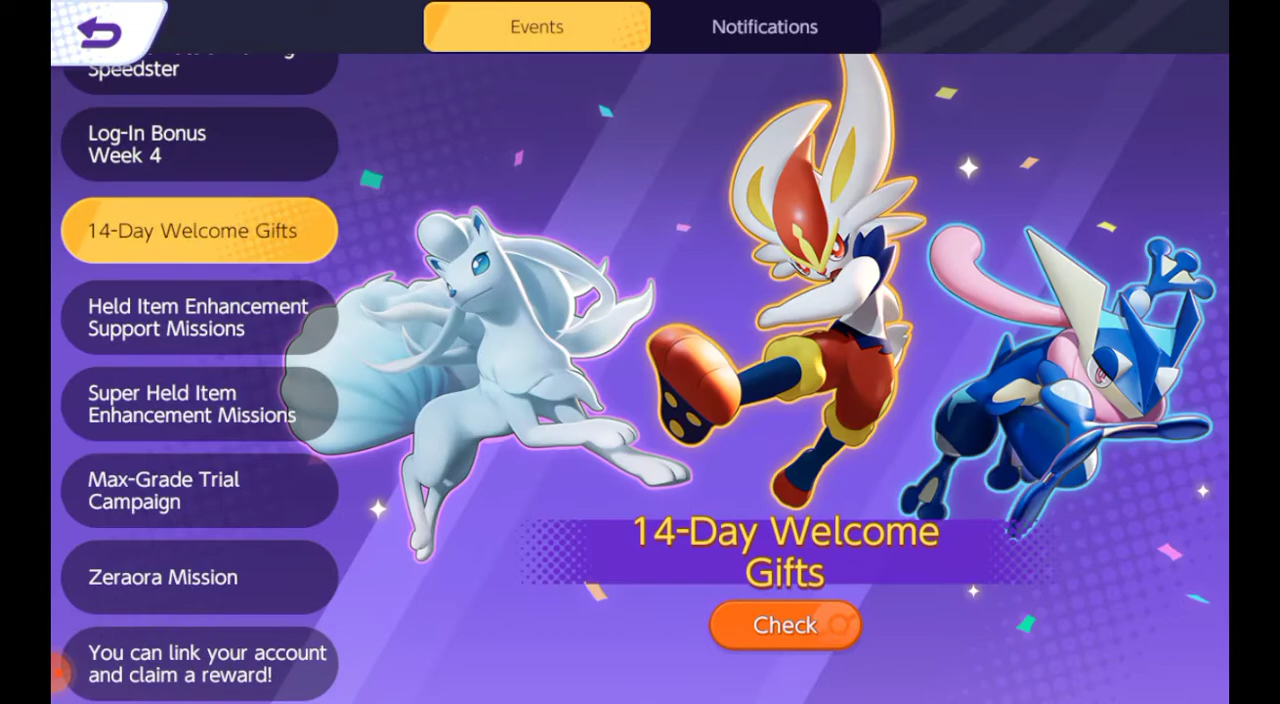 Events
Notifications
Speedster
Log-In Bonus
Week 4
14-Day Welcome Gifts
Held Item Enhancement
Support Missions
Super Held Item
Enhancement Missions
Max-Grade Trial
Campaign
Zeraora Mission
You can link your account
and claim a reward!
14-Day Welcome
Gifts
Check